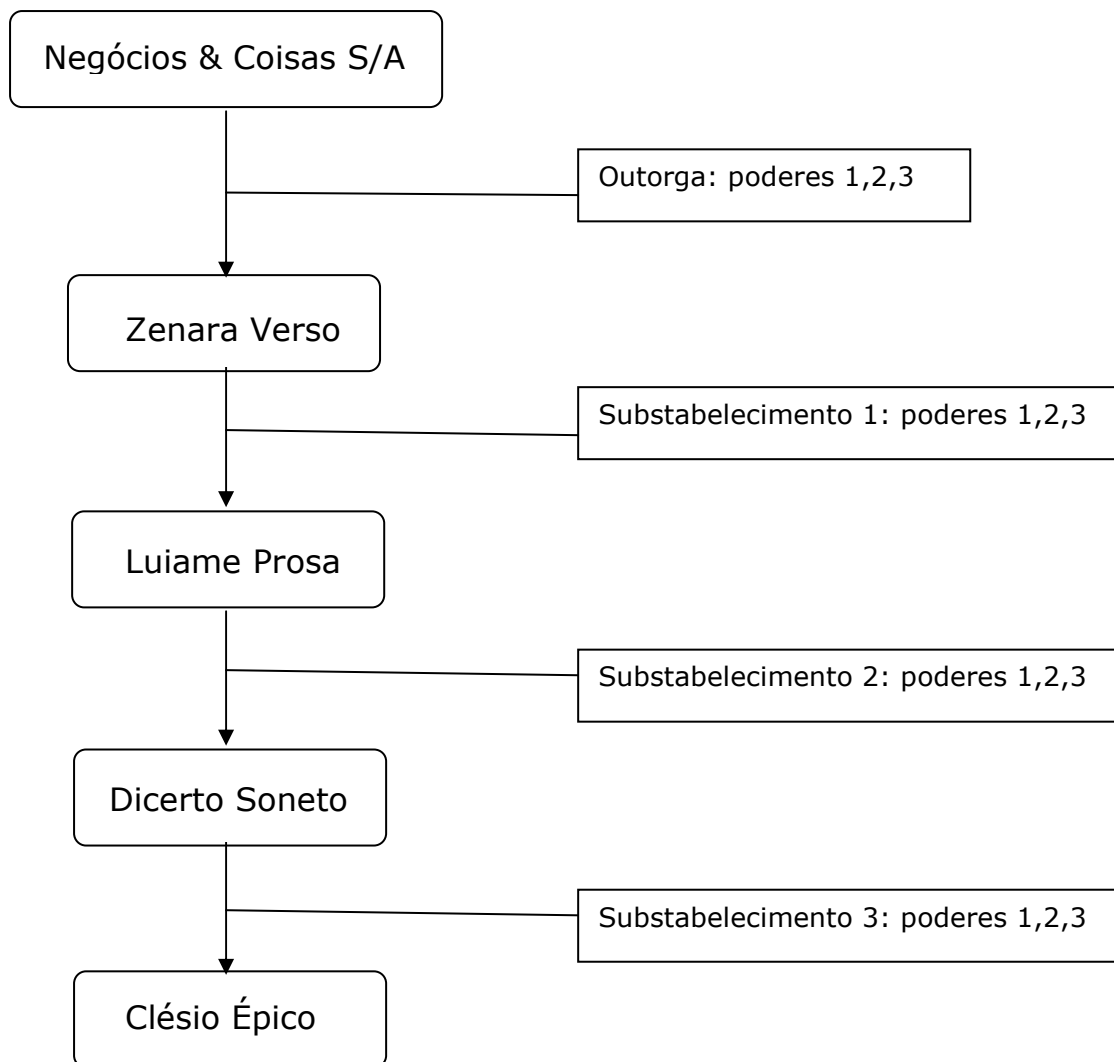 Negócios & Coisas S/A
Outorga: poderes 1,2,3
Zenara Verso
Substabelecimento 1: poderes 1,2,3
Luiame Prosa
Substabelecimento 2: poderes 1,2,3
Dicerto Soneto
Substabelecimento 3: poderes 1,2,3
Clésio Épico